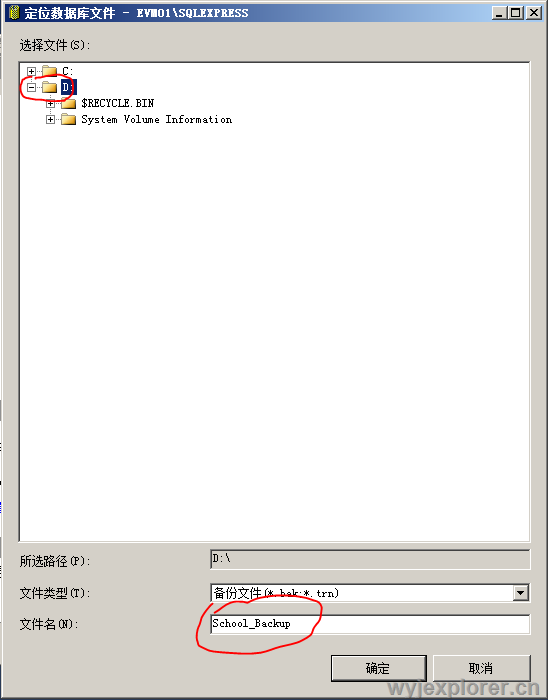 定位数据库文件 - EVM01\SQLEXPRESS
选择文件(S):
C:
D:
$RECYCLE.BIN
System Volume Information
所选路径(P): D:\
文件类型(T): 备份文件(*.bak;*.trn)
文件名(N): School_Backup
确定 取消
wyjexplorer.cn